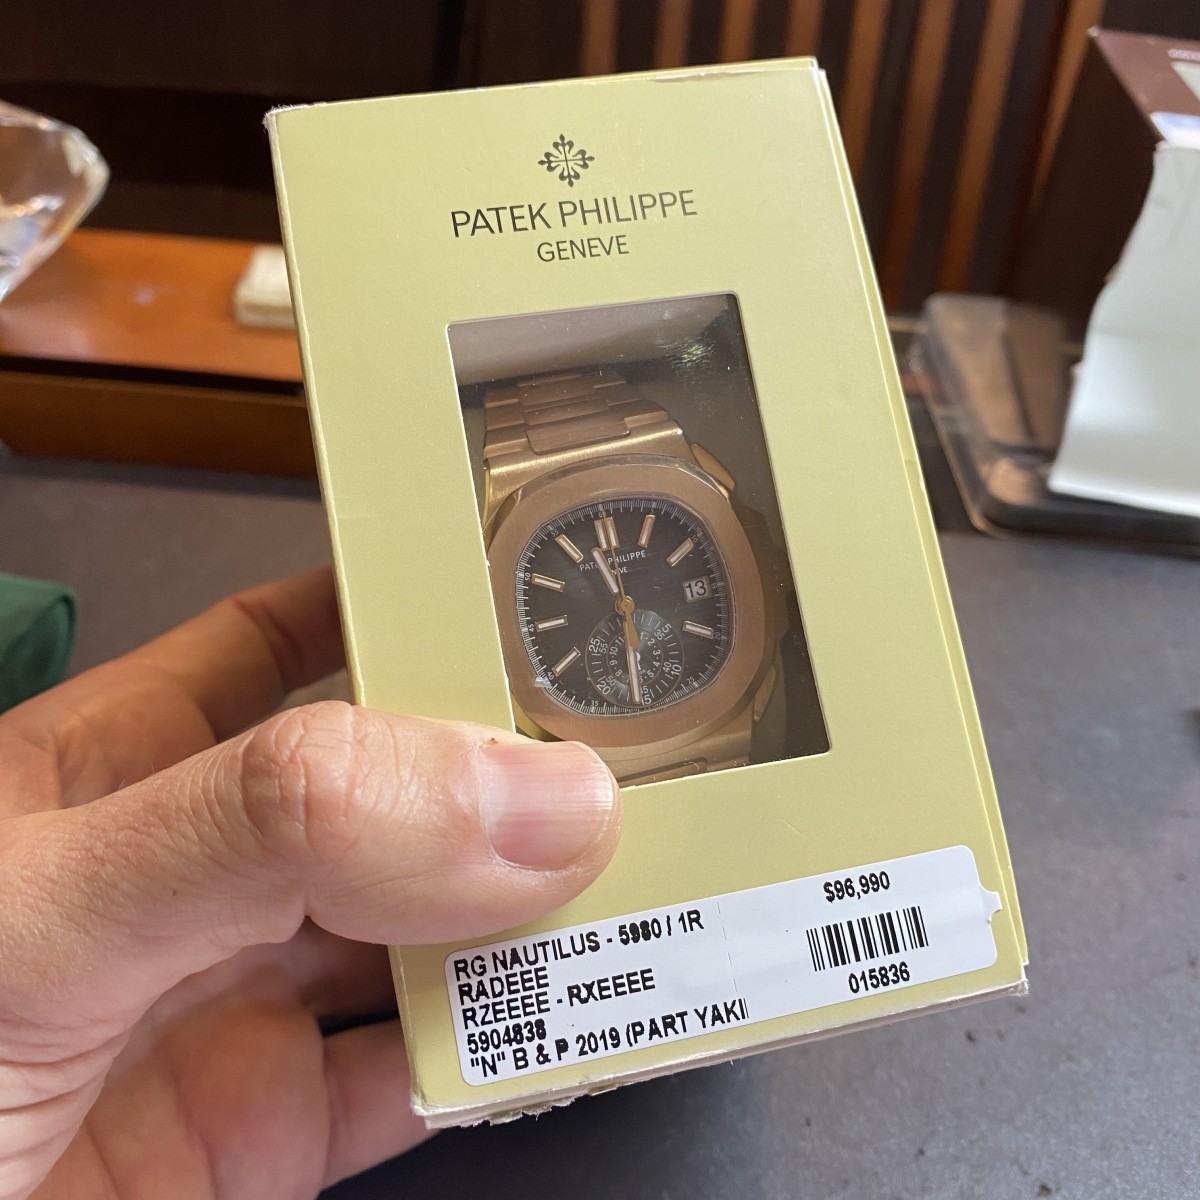 PATEK PHILIPPE
GENEVE
PATEK PHILIPPE
13
$96,990
RG NAUTILUS - 5980 / 1R
RADEEE
RZEEEE - RXEEEE
5904838
"N" B & P 2019 (PART YAKI
015836